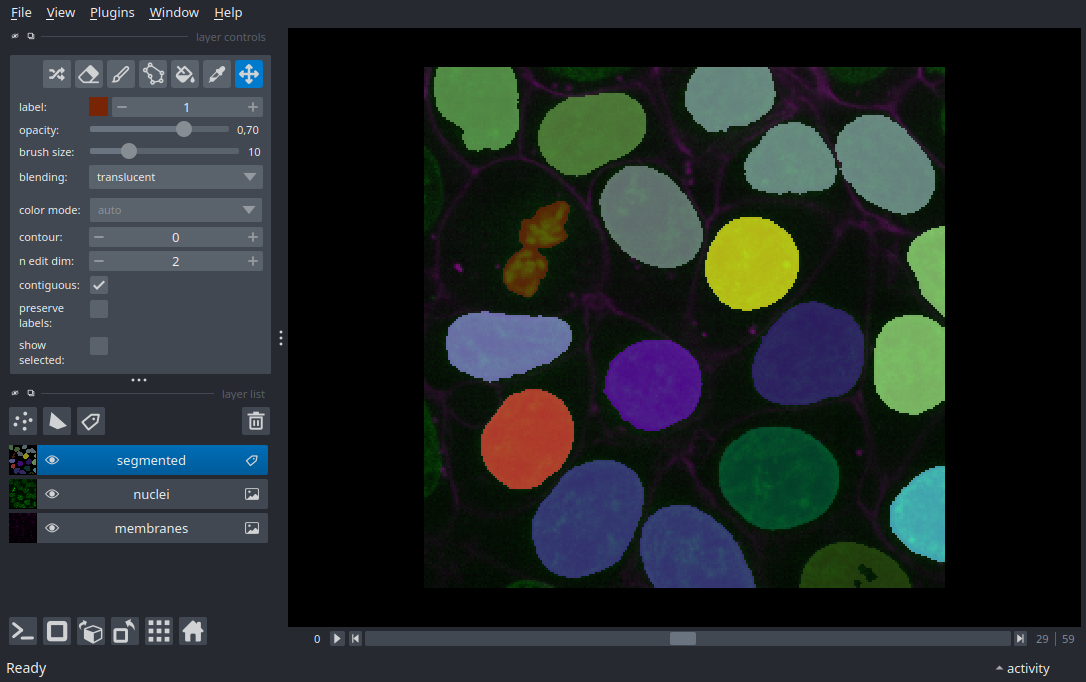 File View Plugins Window Help
layer controls
label: 1
opacity: 0,70
brush size: 10
blending: translucent
color mode: auto
contour: 0
n edit dim: 2
contiguous:
preserve
labels:
show
selected:
layer list
segmented
nuclei
membranes
0 29 59
Ready activity